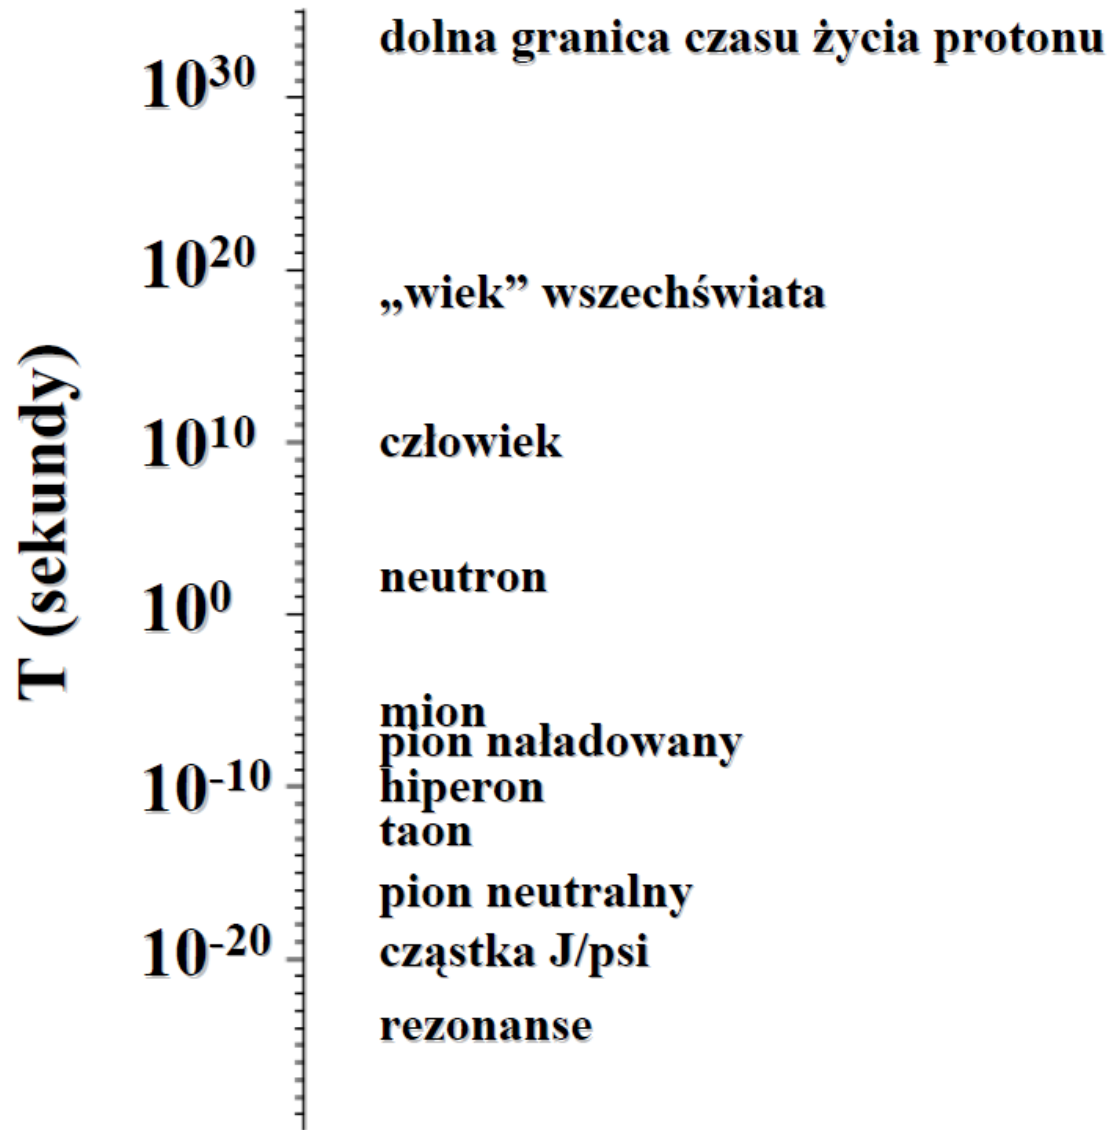 dolna granica czasu życia protonu
10³⁰
10²⁰
„wiek” wszechświata
10¹⁰
człowiek
T (sekundy)
neutron
10⁰
mion
pion naładowany
10⁻¹⁰
hiperon
taon
pion neutralny
10⁻²⁰
cząstka J/psi
rezonanse